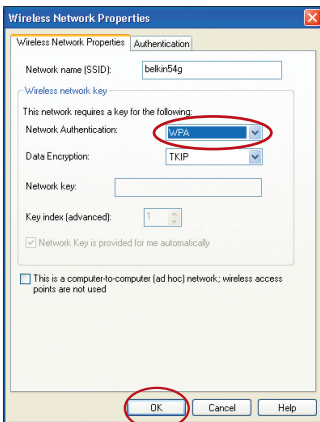 Wireless Network Properties
Wireless Network Properties
Authentication
Network name (SSID):
belkin54g
Wireless network key
This network requires a key for the following:
Network Authentication:
WPA
Data Encryption:
TKIP
Network key:
Key index (advanced):
1
Network Key is provided for me automatically
This is a computer-to-computer (ad hoc) network; wireless access
points are not used
OK
Cancel
Help